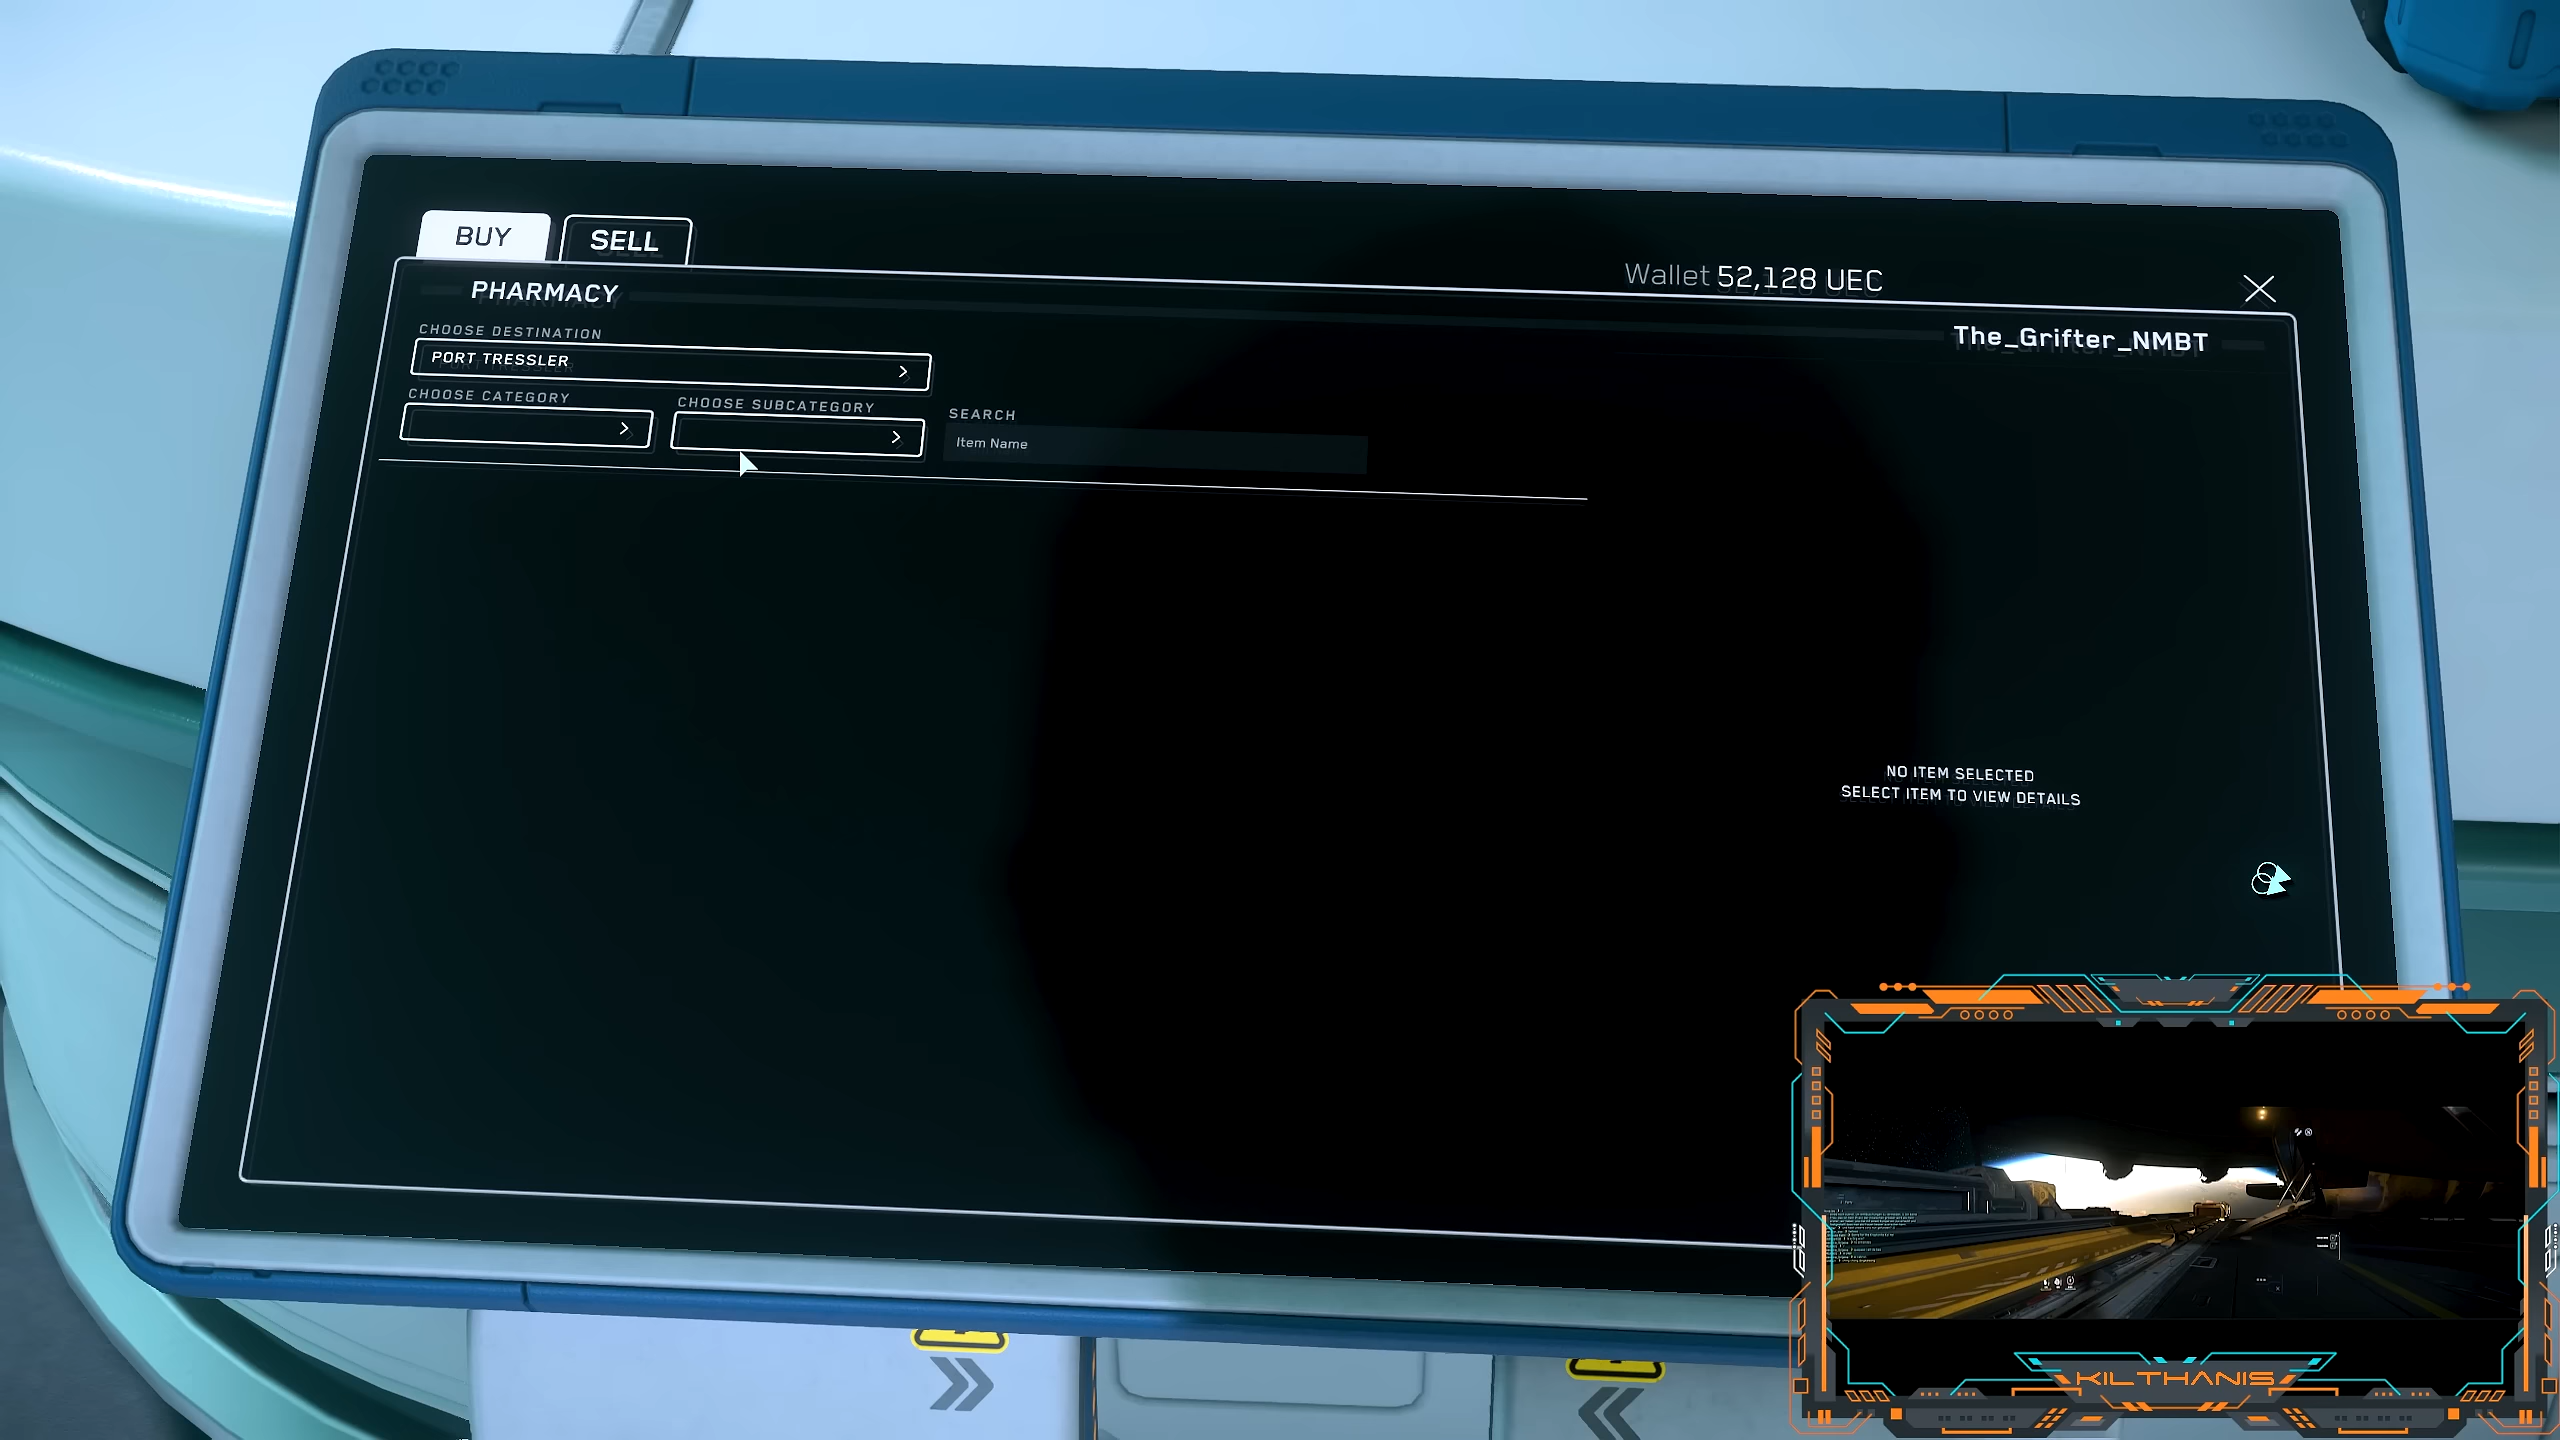 BUY
SELL
Wallet 52,128 UEC
PHARMACY
The_Grifter_NMBT
CHOOSE DESTINATION
PORT TRESSLER
CHOOSE CATEGORY
CHOOSE SUBCATEGORY
SEARCH
Item Name
NO ITEM SELECTED
SELECT ITEM TO VIEW DETAILS
KILTHANIS